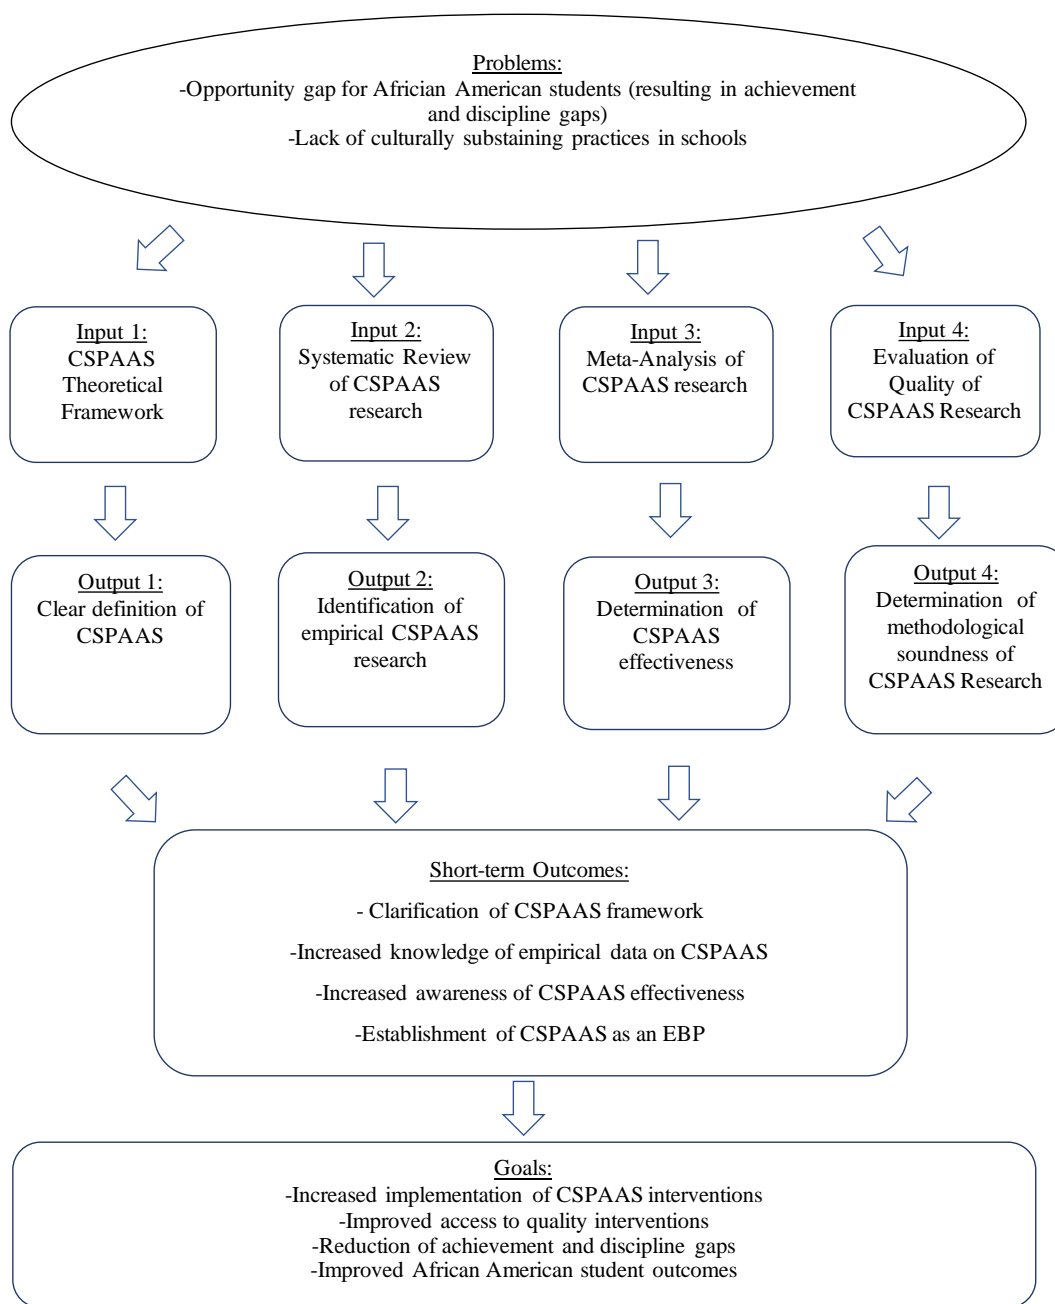 Problems:
-Opportunity gap for Africian American students (resulting in achievement
and discipline gaps)
-Lack of culturally substaining practices in schools
Input 1:
CSPAAS
Theoretical
Framework
Input 2:
Systematic Review
of CSPAAS
research
Input 3:
Meta-Analysis of
CSPAAS research
Input 4:
Evaluation of
Quality of
CSPAAS Research
Output 1:
Clear definition of
CSPAAS
Output 2:
Identification of
empirical CSPAAS
research
Output 3:
Determination of
CSPAAS
effectiveness
Output 4:
Determination of
methodological
soundness of
CSPAAS Research
Short-term Outcomes:
- Clarification of CSPAAS framework
-Increased knowledge of empirical data on CSPAAS
-Increased awareness of CSPAAS effectiveness
-Establishment of CSPAAS as an EBP
Goals:
-Increased implementation of CSPAAS interventions
-Improved access to quality interventions
-Reduction of achievement and discipline gaps
-Improved African American student outcomes